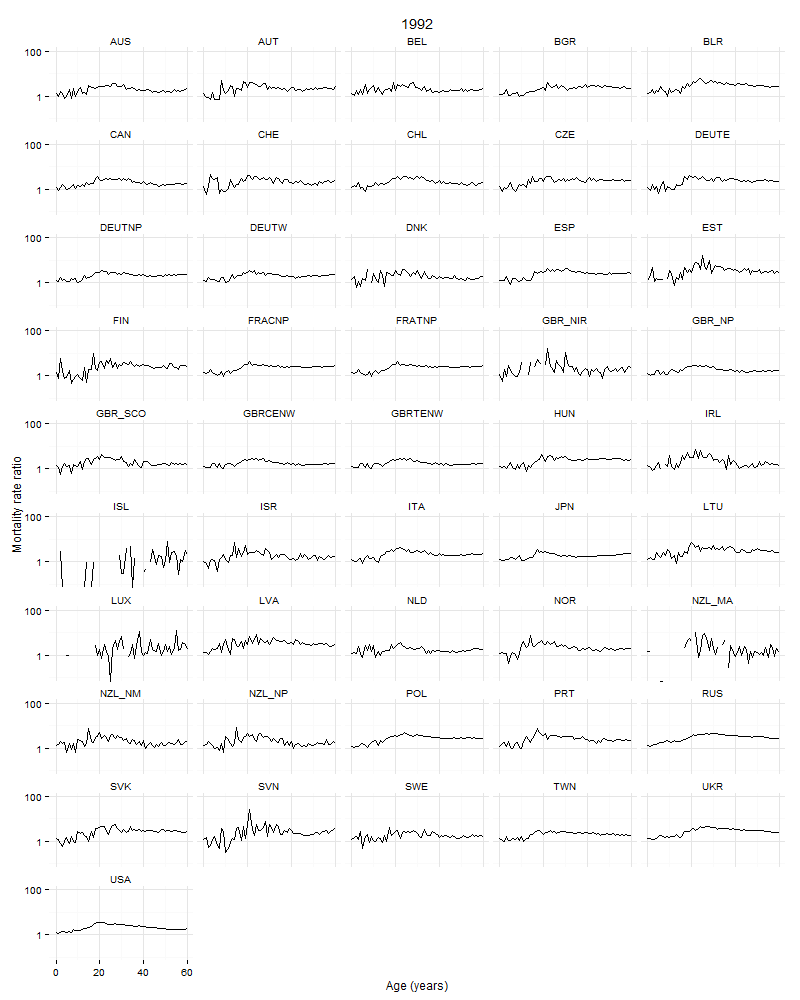 1992
AUS AUT BEL BGR BLR
100
1
CAN CHE CHL CZE DEUTE
100
1
DEUTNP DEUTW DNK ESP EST
100
1
FIN FRACNP FRATNP GBR_NIR GBR_NP
100
1
GBR_SCO GBRCENW GBRTENW HUN IRL
100
1
ISL ISR ITA JPN LTU
100
1
LUX LVA NLD NOR NZL_MA
100
1
NZL_NM NZL_NP POL PRT RUS
100
1
SVK SVN SWE TWN UKR
100
1
USA
100
1
0 20 40 60
Age (years)
Mortality rate ratio